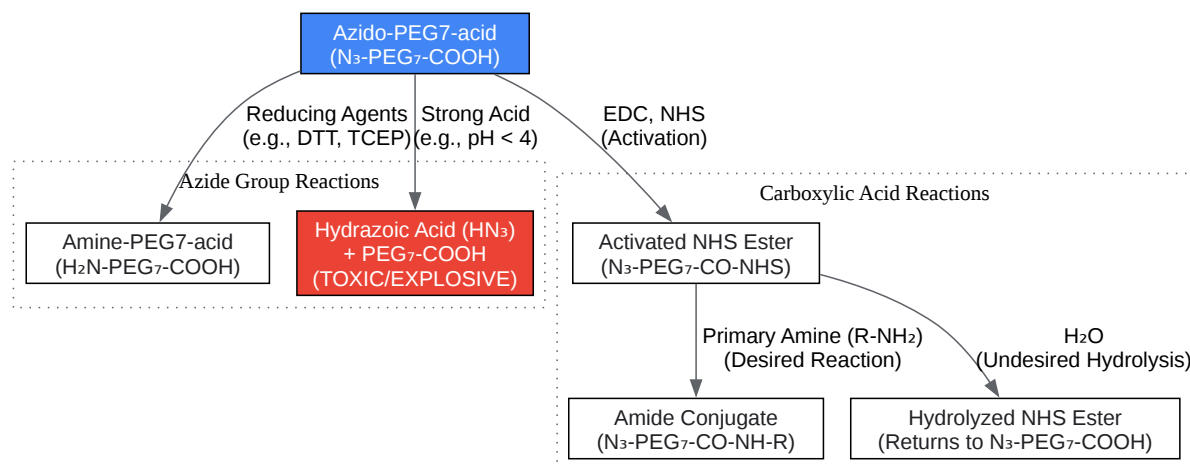 Azido-PEG7-acid
(N₃-PEG₇-COOH)
Reducing Agents
(e.g., DTT, TCEP)
Strong Acid
(e.g., pH < 4)
EDC, NHS
(Activation)
Azide Group Reactions
Carboxylic Acid Reactions
Amine-PEG7-acid
(H₂N-PEG₇-COOH)
Hydrazoic Acid (HN₃)
+ PEG₇-COOH
(TOXIC/EXPLOSIVE)
Activated NHS Ester
(N₃-PEG₇-CO-NHS)
Primary Amine (R-NH₂)
(Desired Reaction)
H₂O
(Undesired Hydrolysis)
Amide Conjugate
(N₃-PEG₇-CO-NH-R)
Hydrolyzed NHS Ester
(Returns to N₃-PEG₇-COOH)